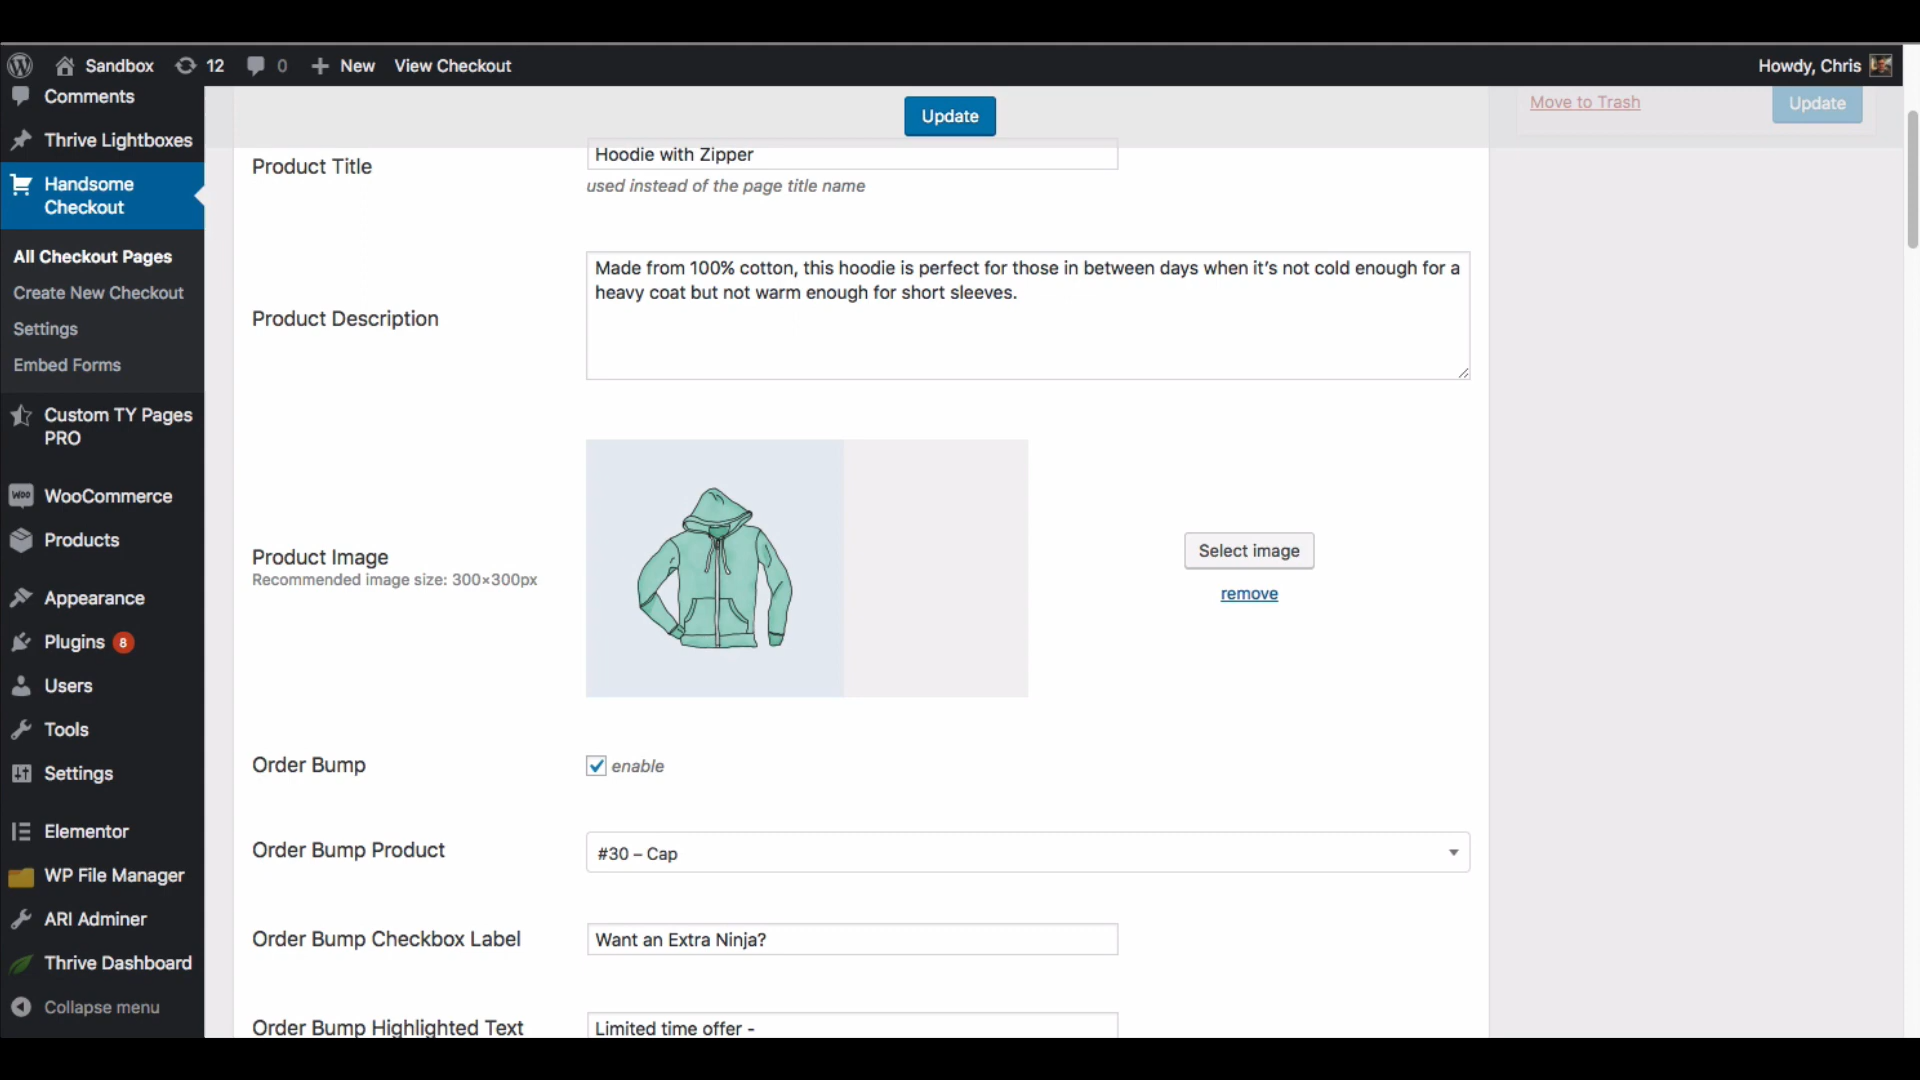 Sandbox 12 0 New View Checkout Howdy, Chris
Comments
Thrive Lightboxes
Handsome
Checkout
All Checkout Pages
Create New Checkout
Settings
Embed Forms
Custom TY Pages
PRO
WOO WooCommerce
Products
Appearance
Plugins 8
Users
Tools
Settings
Elementor
WP File Manager
ARI Adminer
Thrive Dashboard
Collapse menu
Update
Move to Trash Update
Product Title Hoodie with Zipper
used instead of the page title name
Product Description
Made from 100% cotton, this hoodie is perfect for those in between days when it's not cold enough for a
heavy coat but not warm enough for short sleeves.
Product Image
Recommended image size: 300×300px
Select image
remove
Order Bump enable
Order Bump Product #30 – Cap
Order Bump Checkbox Label Want an Extra Ninja?
Order Bump Highlighted Text Limited time offer -